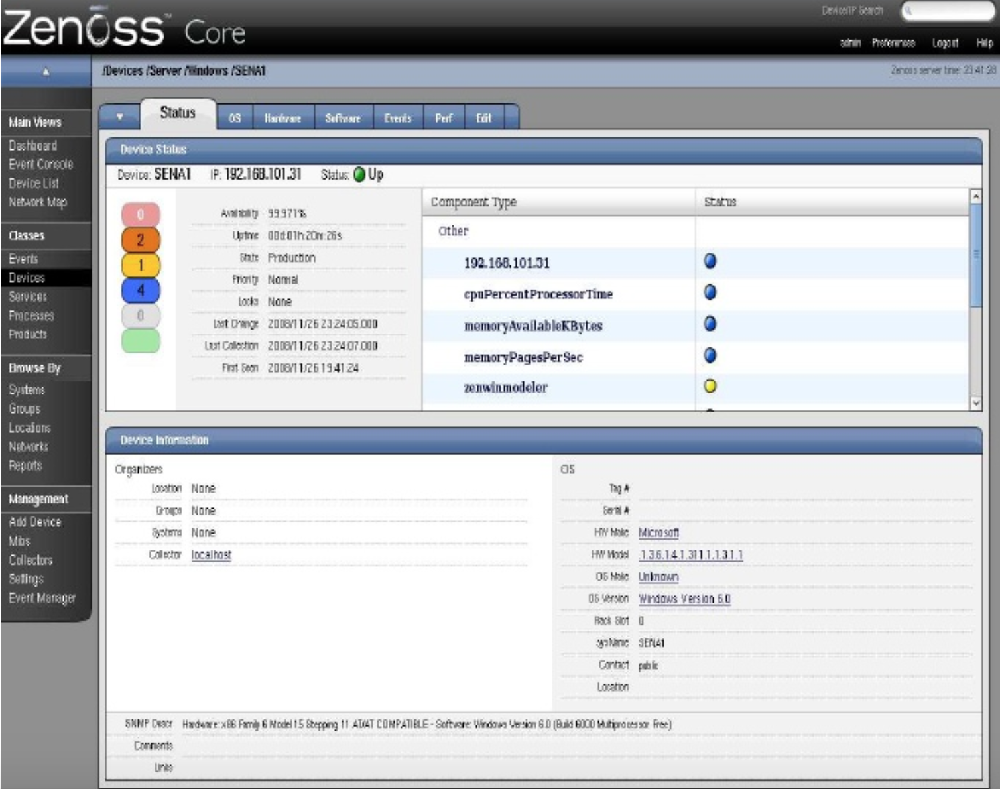 Zenoss™ Core
Device/IP Search
admin Preferences Logout Help
/Devices /Server /Windows /SENA1
Zenoss server time: 23:41:28
Main Views
Dashboard
Event Console
Device List
Network Map
Classes
Events
Devices
Services
Processes
Products
Browse By
Systems
Groups
Locations
Networks
Reports
Management
Add Device
Mibs
Collectors
Settings
Event Manager
Status OS Hardware Software Events Perf Edit
Device Status
Device: SENA1 IP: 192.168.101.31 Status: Up
0
2
1
4
0
Availability 99.971%
Uptime 00d:01h:20m:26s
State Production
Priority Normal
Locks None
Last Change 2008/11/26 23:24:05.000
Last Collection 2008/11/26 23:24:07.000
First Seen 2008/11/26 19:41:24
Component Type Status
Other
192.168.101.31
cpuPercentProcessorTime
memoryAvailableKBytes
memoryPagesPerSec
zenwinmodeler
Device Information
Organizers
Location None
Groups None
Systems None
Collector localhost
OS
Tag #
Serial #
HW Make Microsoft
HW Model .1.3.6.1.4.1.311.1.1.3.1.1
OS Make Unknown
OS Version Windows Version 6.0
Rack Slot 0
sysName SENA1
Contact public
Location
SNMP Descr Hardware: x86 Family 6 Model 15 Stepping 11 AT/AT COMPATIBLE - Software: Windows Version 6.0 (Build 6000 Multiprocessor Free)
Comments
Links